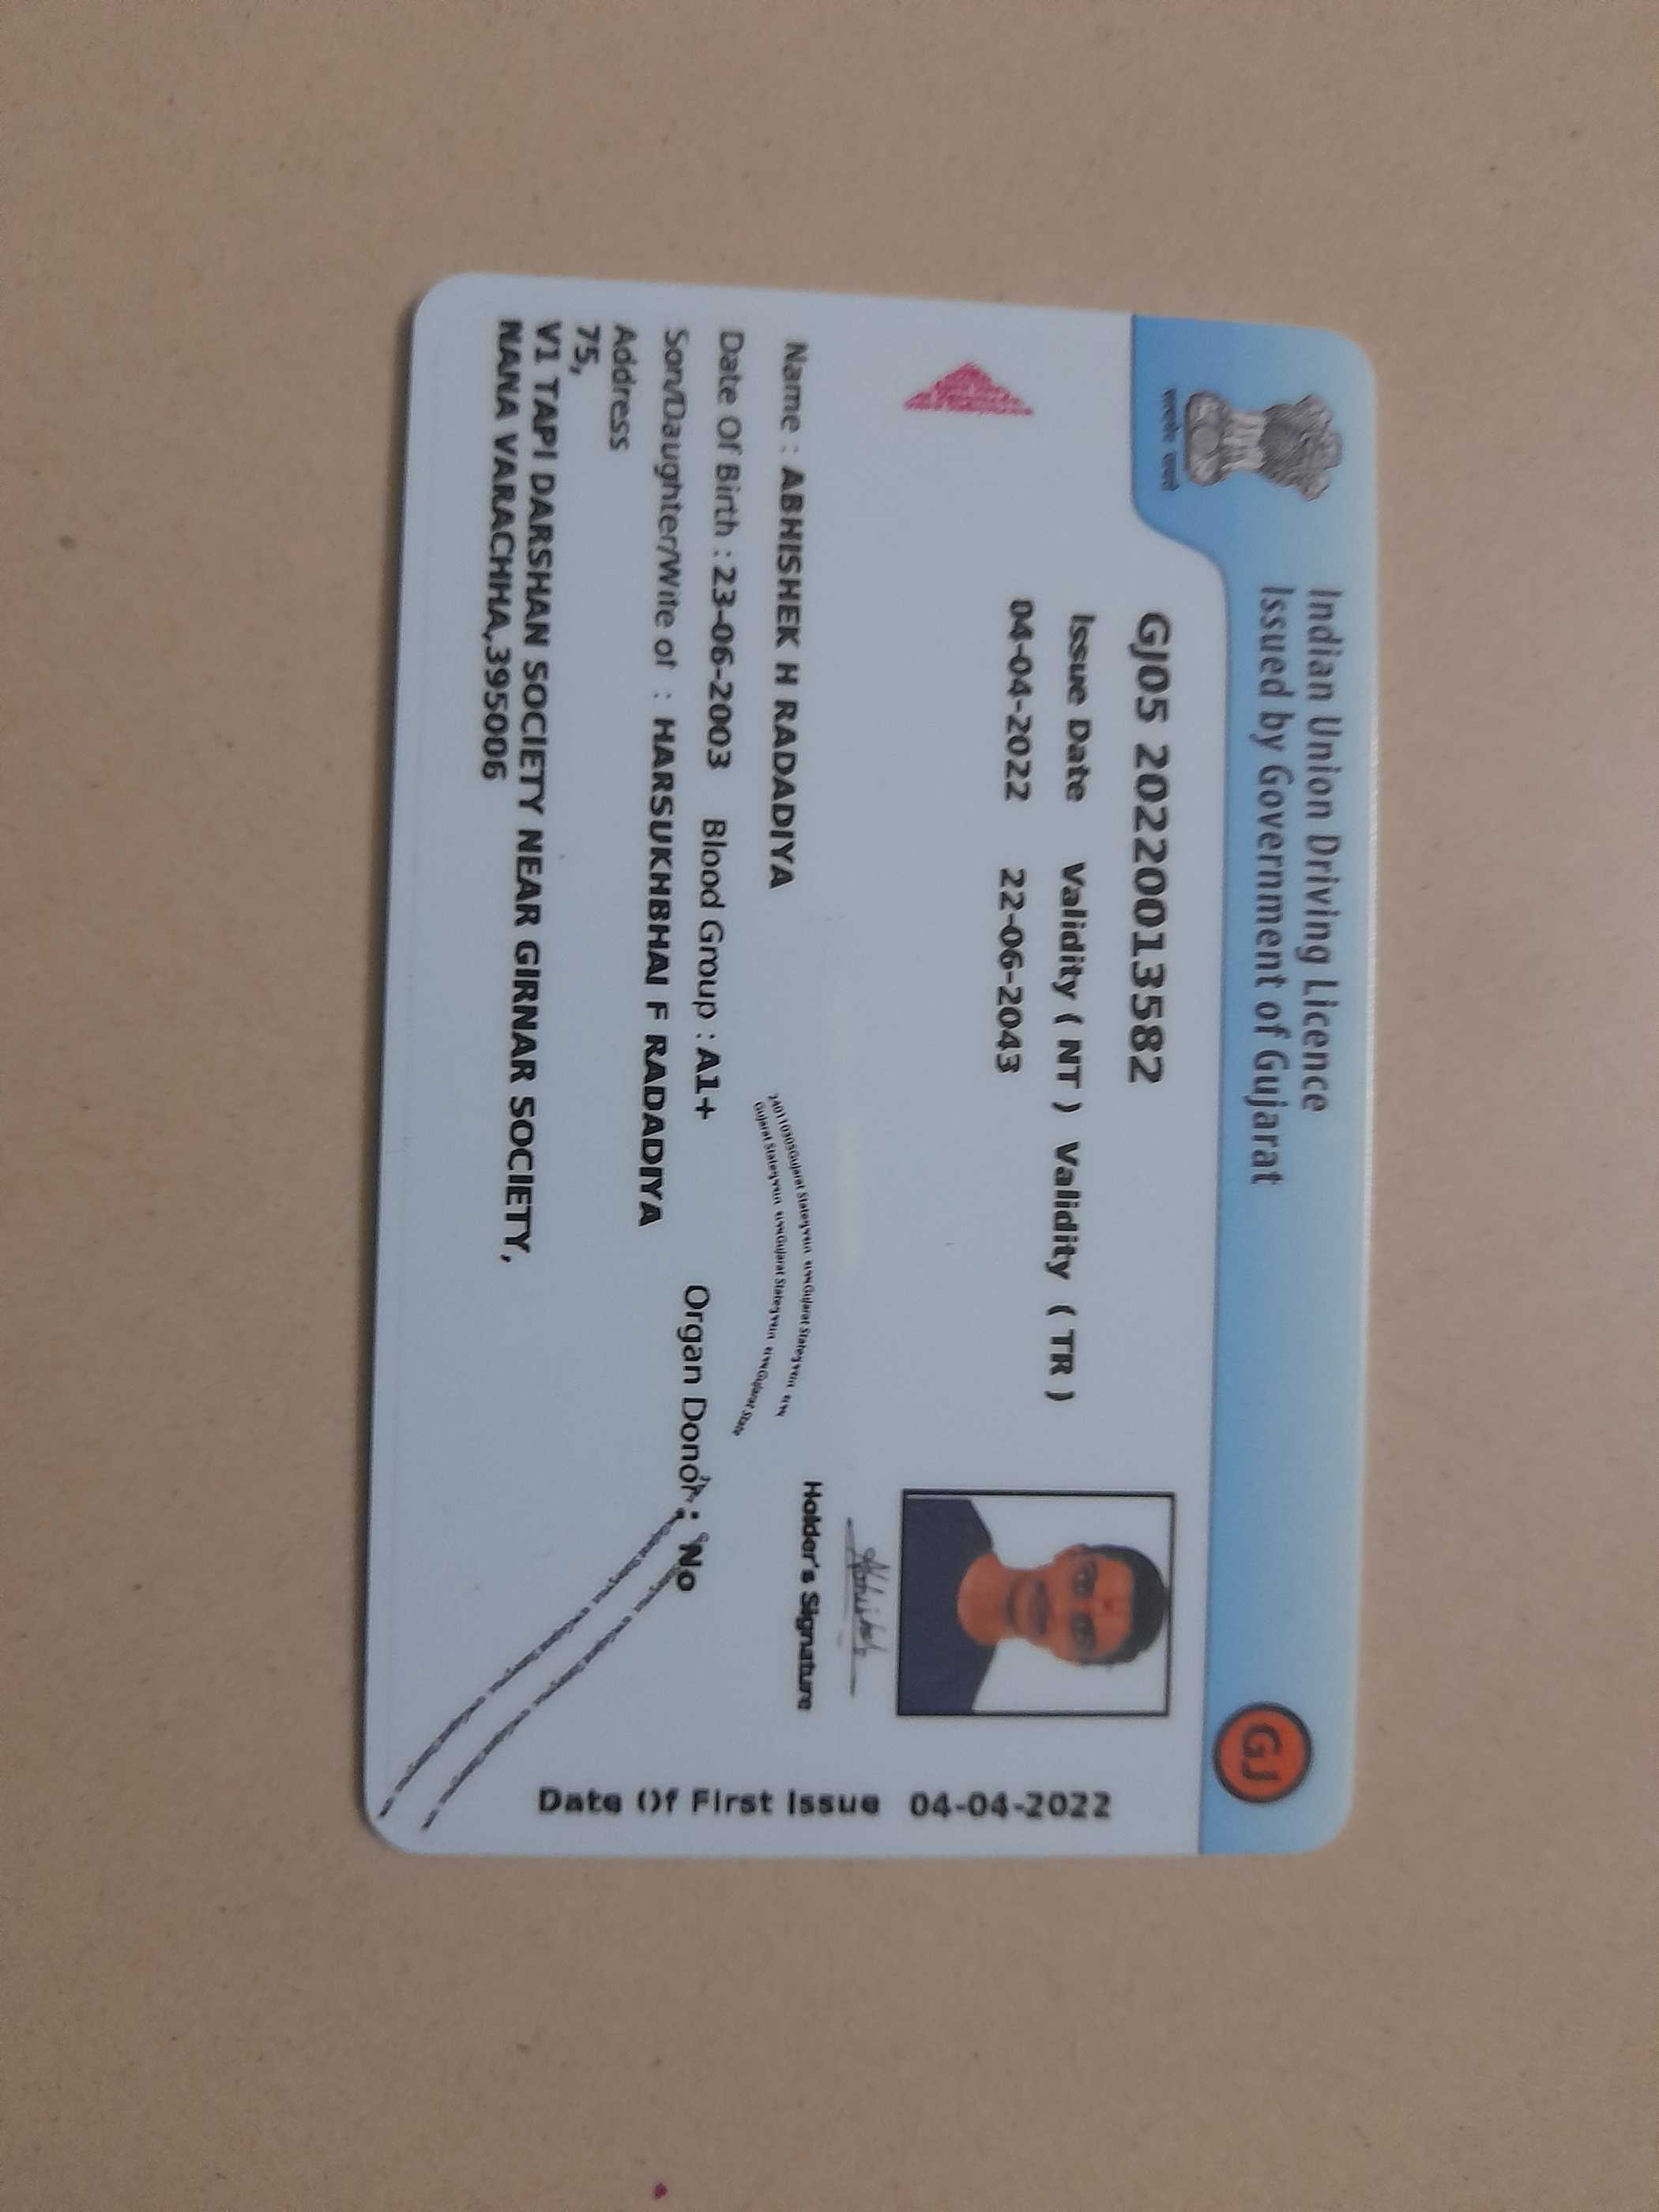 Indian Union Driving Licence
Issued by Government of Gujarat
सत्यमेव जयते
GJ
GJ05 20220013582
Issue Date Validity ( NT ) Validity ( TR )
04-04-2022 22-06-2043
Holder's Signature
Name : ABHISHEK H RADADIYA
Date Of Birth : 23-06-2003 Blood Group : A1+ Organ Donor : No
Son/Daughter/Wife of : HARSUKHBHAI F RADADIYA
Address
75,
V1 TAPI DARSHAN SOCIETY NEAR GIRNAR SOCIETY,
NANA VARACHHA,395006
Date Of First Issue 04-04-2022